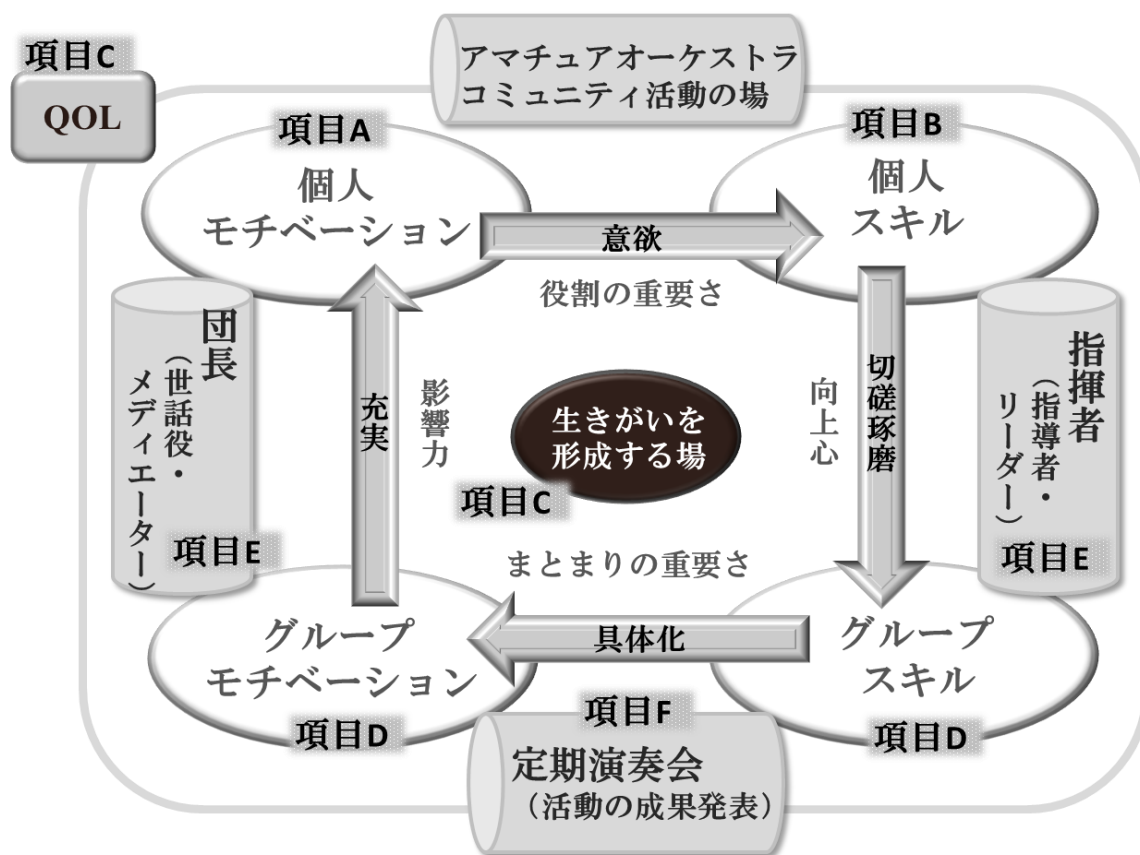 項目C
QOL
アマチュアオーケストラ
コミュニティ活動の場
項目A
個人
モチベーション
項目B
個人
スキル
意欲
役割の重要さ
団長
（世話役・
メディエーター）
項目E
充実
影響力
生きがいを
形成する場
項目C
向上心
切磋琢磨
指揮者
（指導者・
リーダー）
項目E
まとまりの重要さ
グループ
モチベーション
項目D
具体化
グループ
スキル
項目D
項目F
定期演奏会
（活動の成果発表）